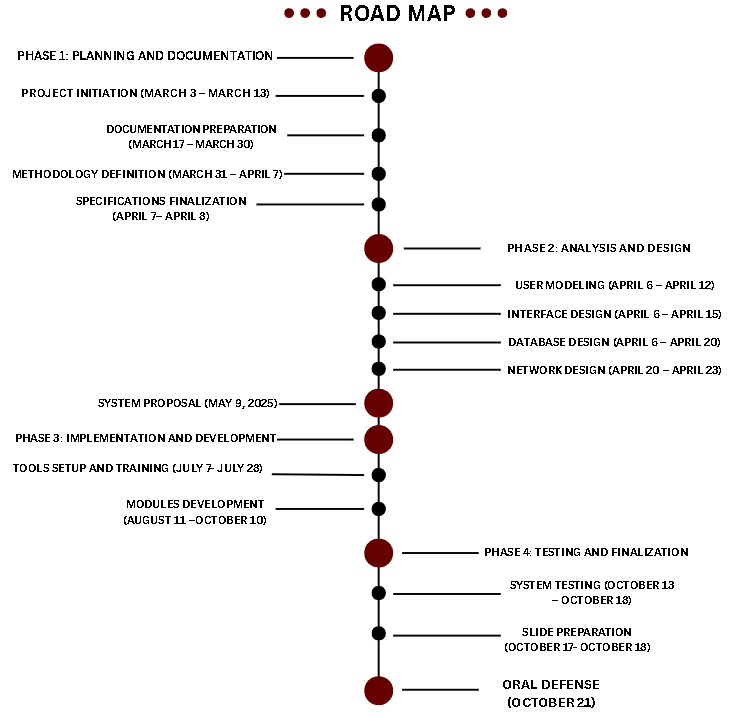 ROAD MAP
PHASE 1: PLANNING AND DOCUMENTATION
PROJECT INITIATION (MARCH 3 – MARCH 13)
DOCUMENTATION PREPARATION
(MARCH 17 – MARCH 30)
METHODOLOGY DEFINITION (MARCH 31 – APRIL 7)
SPECIFICATIONS FINALIZATION
(APRIL 7– APRIL 8)
PHASE 2: ANALYSIS AND DESIGN
USER MODELING (APRIL 6 – APRIL 12)
INTERFACE DESIGN (APRIL 6 – APRIL 15)
DATABASE DESIGN (APRIL 6 – APRIL 20)
NETWORK DESIGN (APRIL 20 – APRIL 23)
SYSTEM PROPOSAL (MAY 9, 2025)
PHASE 3: IMPLEMENTATION AND DEVELOPMENT
TOOLS SETUP AND TRAINING (JULY 7- JULY 28)
MODULES DEVELOPMENT
(AUGUST 11 –OCTOBER 10)
PHASE 4: TESTING AND FINALIZATION
SYSTEM TESTING (OCTOBER 13
– OCTOBER 18)
SLIDE PREPARATION
(OCTOBER 17- OCTOBER 18)
ORAL DEFENSE
(OCTOBER 21)